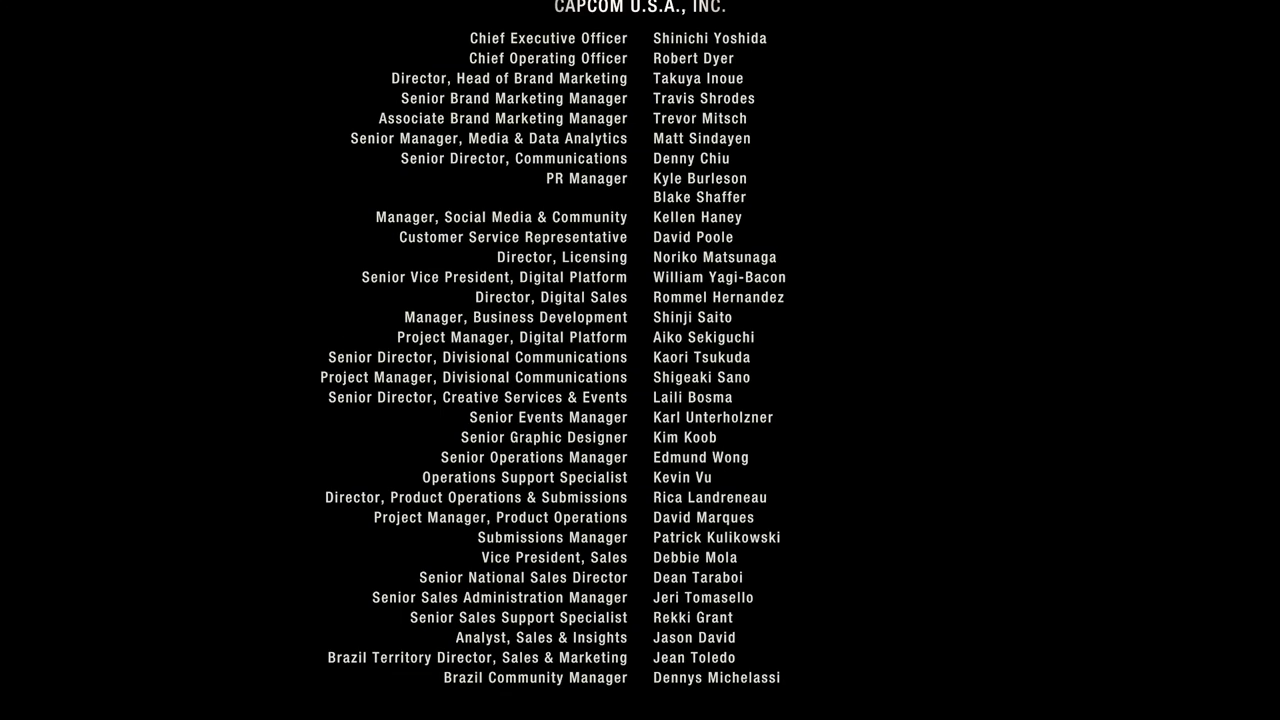 CAPCOM U.S.A., INC.
Chief Executive Officer Shinichi Yoshida
Chief Operating Officer Robert Dyer
Director, Head of Brand Marketing Takuya Inoue
Senior Brand Marketing Manager Travis Shrodes
Associate Brand Marketing Manager Trevor Mitsch
Senior Manager, Media & Data Analytics Matt Sindayen
Senior Director, Communications Denny Chiu
PR Manager Kyle Burleson
Blake Shaffer
Manager, Social Media & Community Kellen Haney
Customer Service Representative David Poole
Director, Licensing Noriko Matsunaga
Senior Vice President, Digital Platform William Yagi-Bacon
Director, Digital Sales Rommel Hernandez
Manager, Business Development Shinji Saito
Project Manager, Digital Platform Aiko Sekiguchi
Senior Director, Divisional Communications Kaori Tsukuda
Project Manager, Divisional Communications Shigeaki Sano
Senior Director, Creative Services & Events Laili Bosma
Senior Events Manager Karl Unterholzner
Senior Graphic Designer Kim Koob
Senior Operations Manager Edmund Wong
Operations Support Specialist Kevin Vu
Director, Product Operations & Submissions Rica Landreneau
Project Manager, Product Operations David Marques
Submissions Manager Patrick Kulikowski
Vice President, Sales Debbie Mola
Senior National Sales Director Dean Taraboi
Senior Sales Administration Manager Jeri Tomasello
Senior Sales Support Specialist Rekki Grant
Analyst, Sales & Insights Jason David
Brazil Territory Director, Sales & Marketing Jean Toledo
Brazil Community Manager Dennys Michelassi